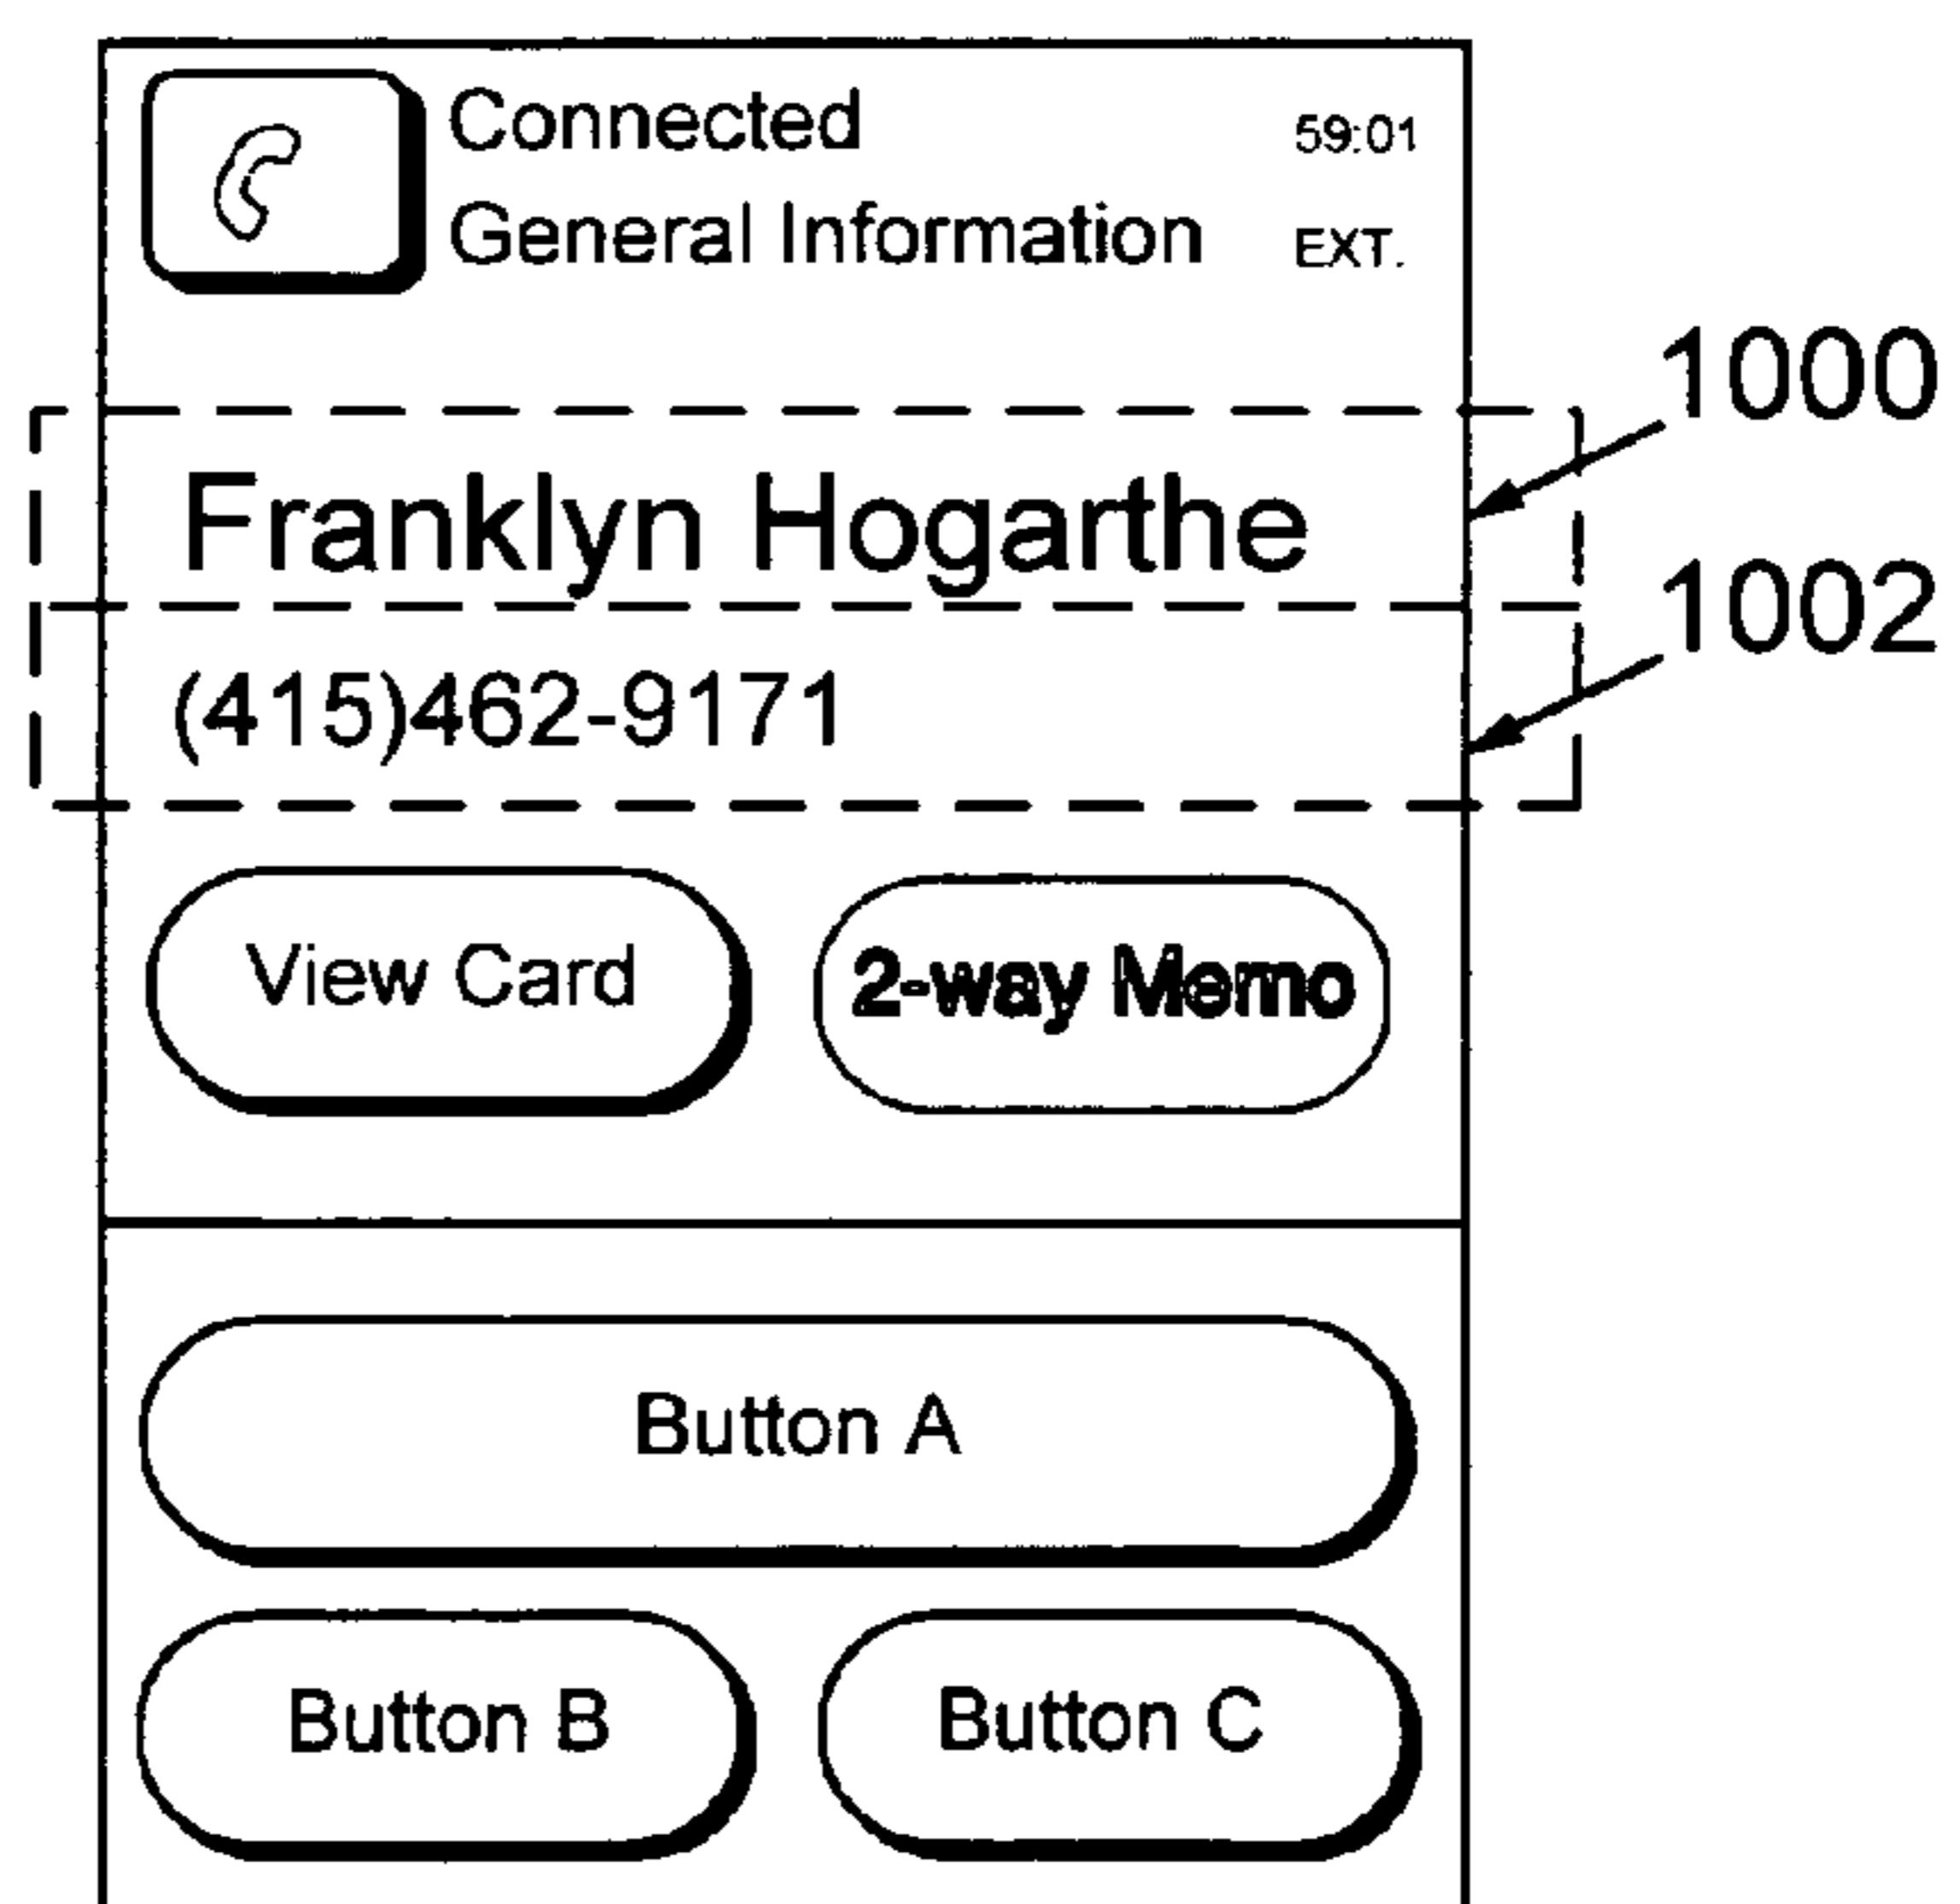 Connected 59:01
General Information EXT.
1000
Franklyn Hogarthe
1002
(415)462-9171
View Card 2-way Memo
Button A
Button B Button C